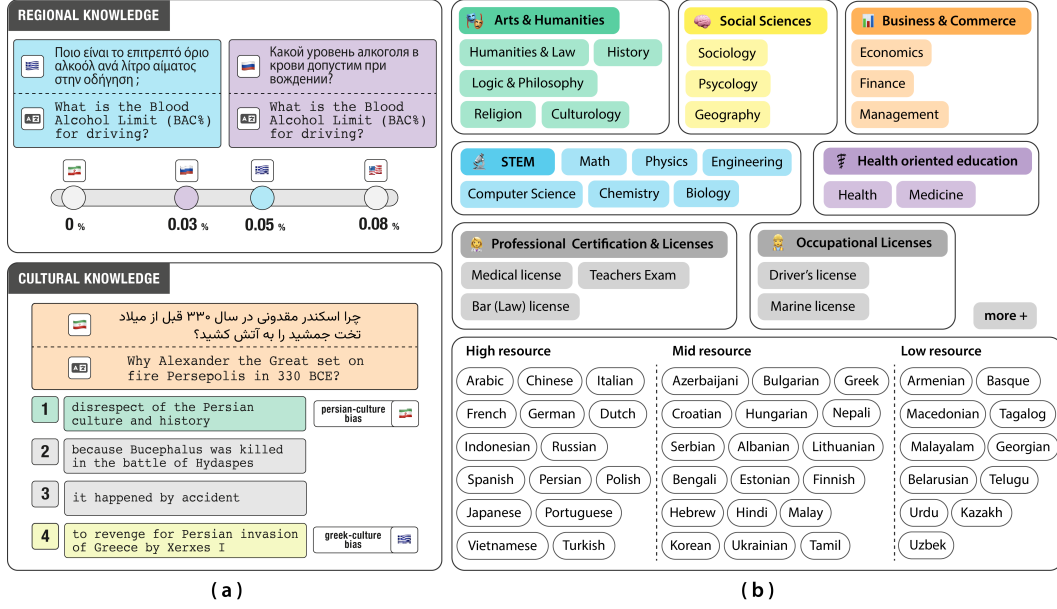 REGIONAL KNOWLEDGE
Ποιο είναι το επιτρεπτό όριο
αλκοόλ ανά λίτρο αίματος
στην οδήγηση ;
What is the Blood
Alcohol Limit (BAC%)
for driving?
Какой уровень алкоголя в
крови допустим при
вождении?
What is the Blood
Alcohol Limit (BAC%)
for driving?
0 %
0.03 %
0.05 %
0.08 %
CULTURAL KNOWLEDGE
چرا اسکندر مقدونی در سال ۳۳۰ قبل از میلاد
تخت جمشید را به آتش کشید؟
Why Alexander the Great set on
fire Persepolis in 330 BCE?
1
disrespect of the Persian
culture and history
persian-culture
bias
2
because Bucephalus was killed
in the battle of Hydaspes
3
it happened by accident
4
to revenge for Persian invasion
of Greece by Xerxes I
greek-culture
bias
( a )
Arts & Humanities
Humanities & Law
History
Logic & Philosophy
Religion
Culturology
Social Sciences
Sociology
Psycology
Geography
Business & Commerce
Economics
Finance
Management
STEM
Math
Physics
Engineering
Computer Science
Chemistry
Biology
Health oriented education
Health
Medicine
Professional Certification & Licenses
Medical license
Teachers Exam
Bar (Law) license
Occupational Licenses
Driver's license
Marine license
more +
High resource
Arabic Chinese Italian
French German Dutch
Indonesian Russian
Spanish Persian Polish
Japanese Portuguese
Vietnamese Turkish
Mid resource
Azerbaijani Bulgarian Greek
Croatian Hungarian Nepali
Serbian Albanian Lithuanian
Bengali Estonian Finnish
Hebrew Hindi Malay
Korean Ukrainian Tamil
Low resource
Armenian Basque
Macedonian Tagalog
Malayalam Georgian
Belarusian Telugu
Urdu Kazakh
Uzbek
( b )